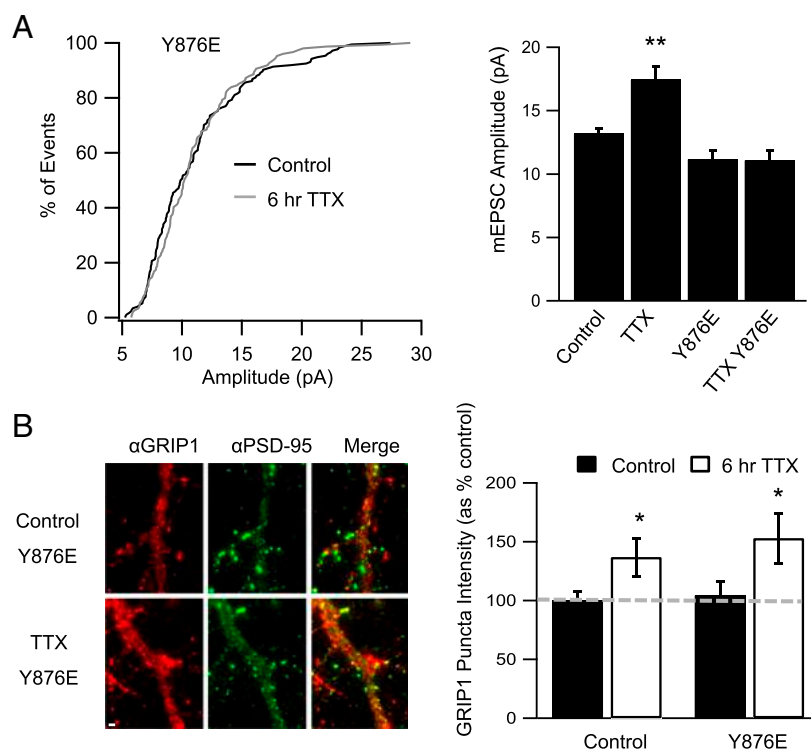 A
Y876E
% of Events
100
80
60
40
20
0
Control
6 hr TTX
5
10
15
20
25
30
Amplitude (pA)
mEPSC Amplitude (pA)
20
15
10
5
0
**
Control
TTX
Y876E
TTX Y876E
B
αGRIP1
αPSD-95
Merge
Control
Y876E
TTX
Y876E
GRIP1 Puncta Intensity (as % control)
Control
6 hr TTX
200
150
100
50
0
*
*
Control
Y876E